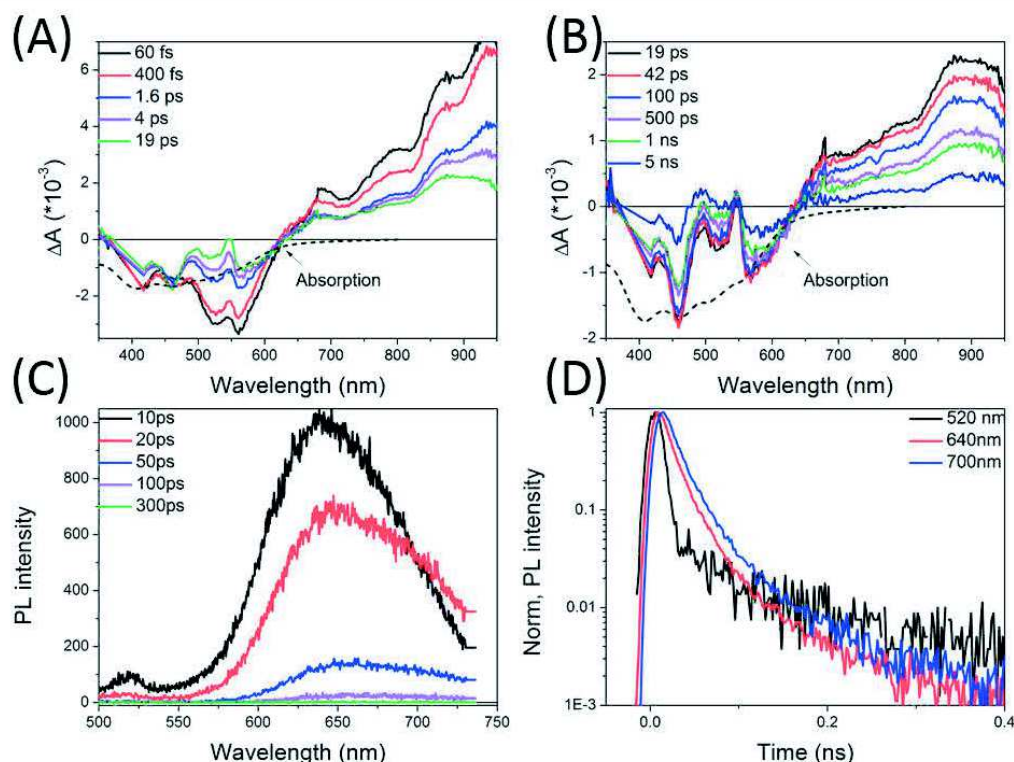 (A)
60 fs
400 fs
1.6 ps
4 ps
19 ps
Absorption
ΔA (*10⁻³)
6
4
2
0
-2
350 400 500 600 700 800 900
Wavelength (nm)
(B)
19 ps
42 ps
100 ps
500 ps
1 ns
5 ns
Absorption
ΔA (*10⁻³)
2
1
0
-1
-2
400 500 600 700 800 900
Wavelength (nm)
(C)
10ps
20ps
50ps
100ps
300ps
PL intensity
1000
800
600
400
200
0
500 550 600 650 700 750
Wavelength (nm)
(D)
520 nm
640nm
700nm
Norm, PL intensity
1
0.1
0.01
1E-3
0.0 0.2 0.4
Time (ns)